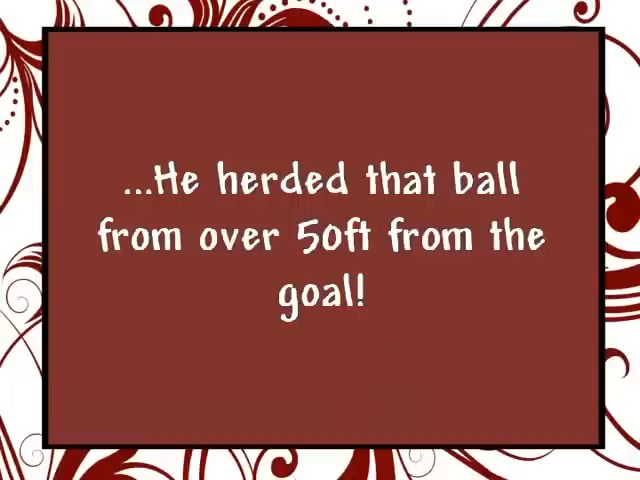 ...He herded that ball
from over 50ft from the
goal!